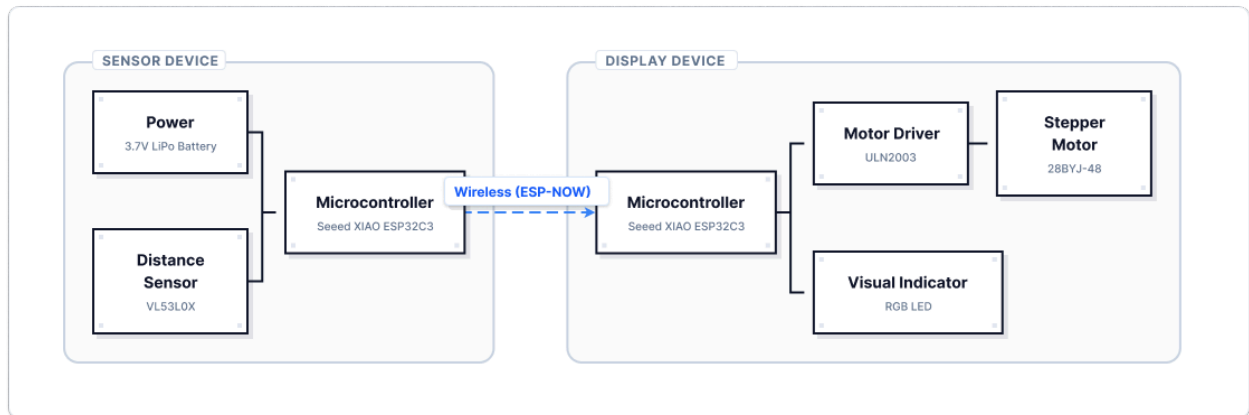 SENSOR DEVICE
Power
3.7V LiPo Battery
Distance
Sensor
VL53L0X
Microcontroller
Seeed XIAO ESP32C3
Wireless (ESP-NOW)
DISPLAY DEVICE
Microcontroller
Seeed XIAO ESP32C3
Motor Driver
ULN2003
Stepper
Motor
28BYJ-48
Visual Indicator
RGB LED